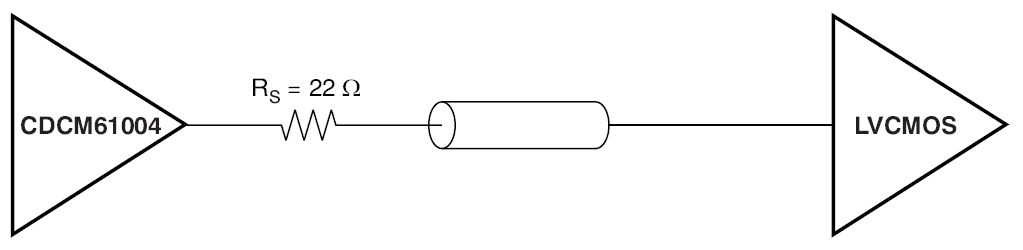 R_S = 22 Ω
CDCM61004
LVCMOS